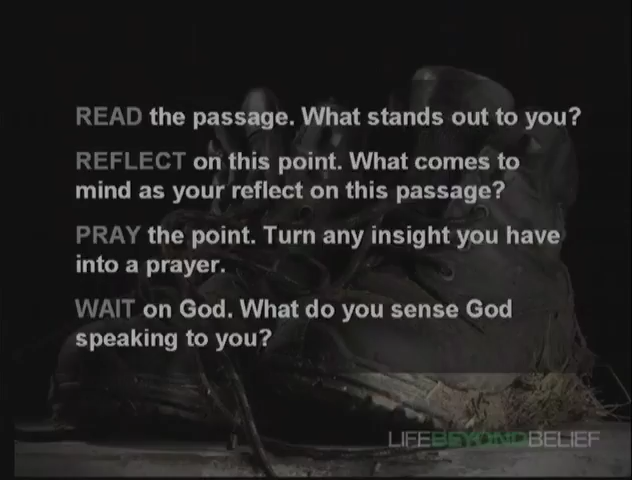 READ the passage. What stands out to you?
REFLECT on this point. What comes to
mind as your reflect on this passage?
PRAY the point. Turn any insight you have
into a prayer.
WAIT on God. What do you sense God
speaking to you?
LIFEBEYONDBELIEF